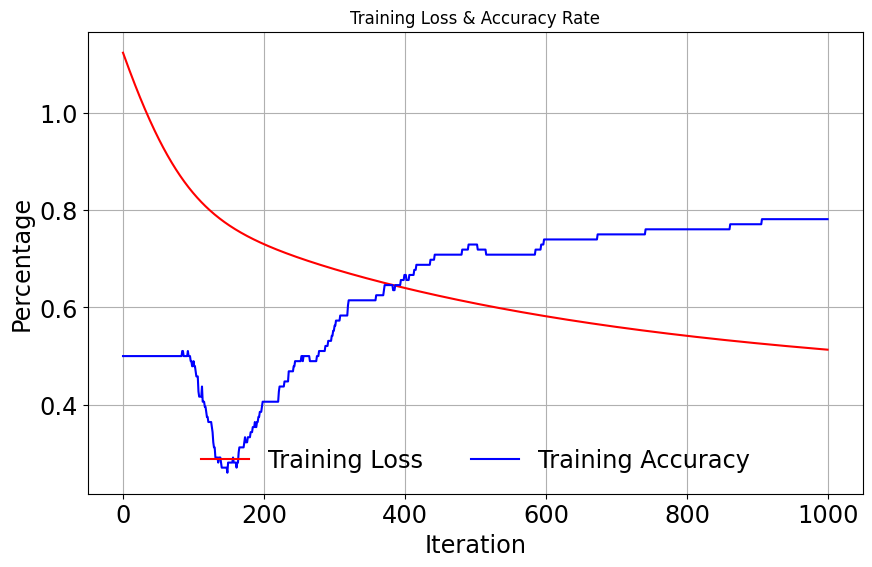 Training Loss & Accuracy Rate
1.0
0.8
0.6
0.4
Percentage
Training Loss
Training Accuracy
0 200 400 600 800 1000
Iteration